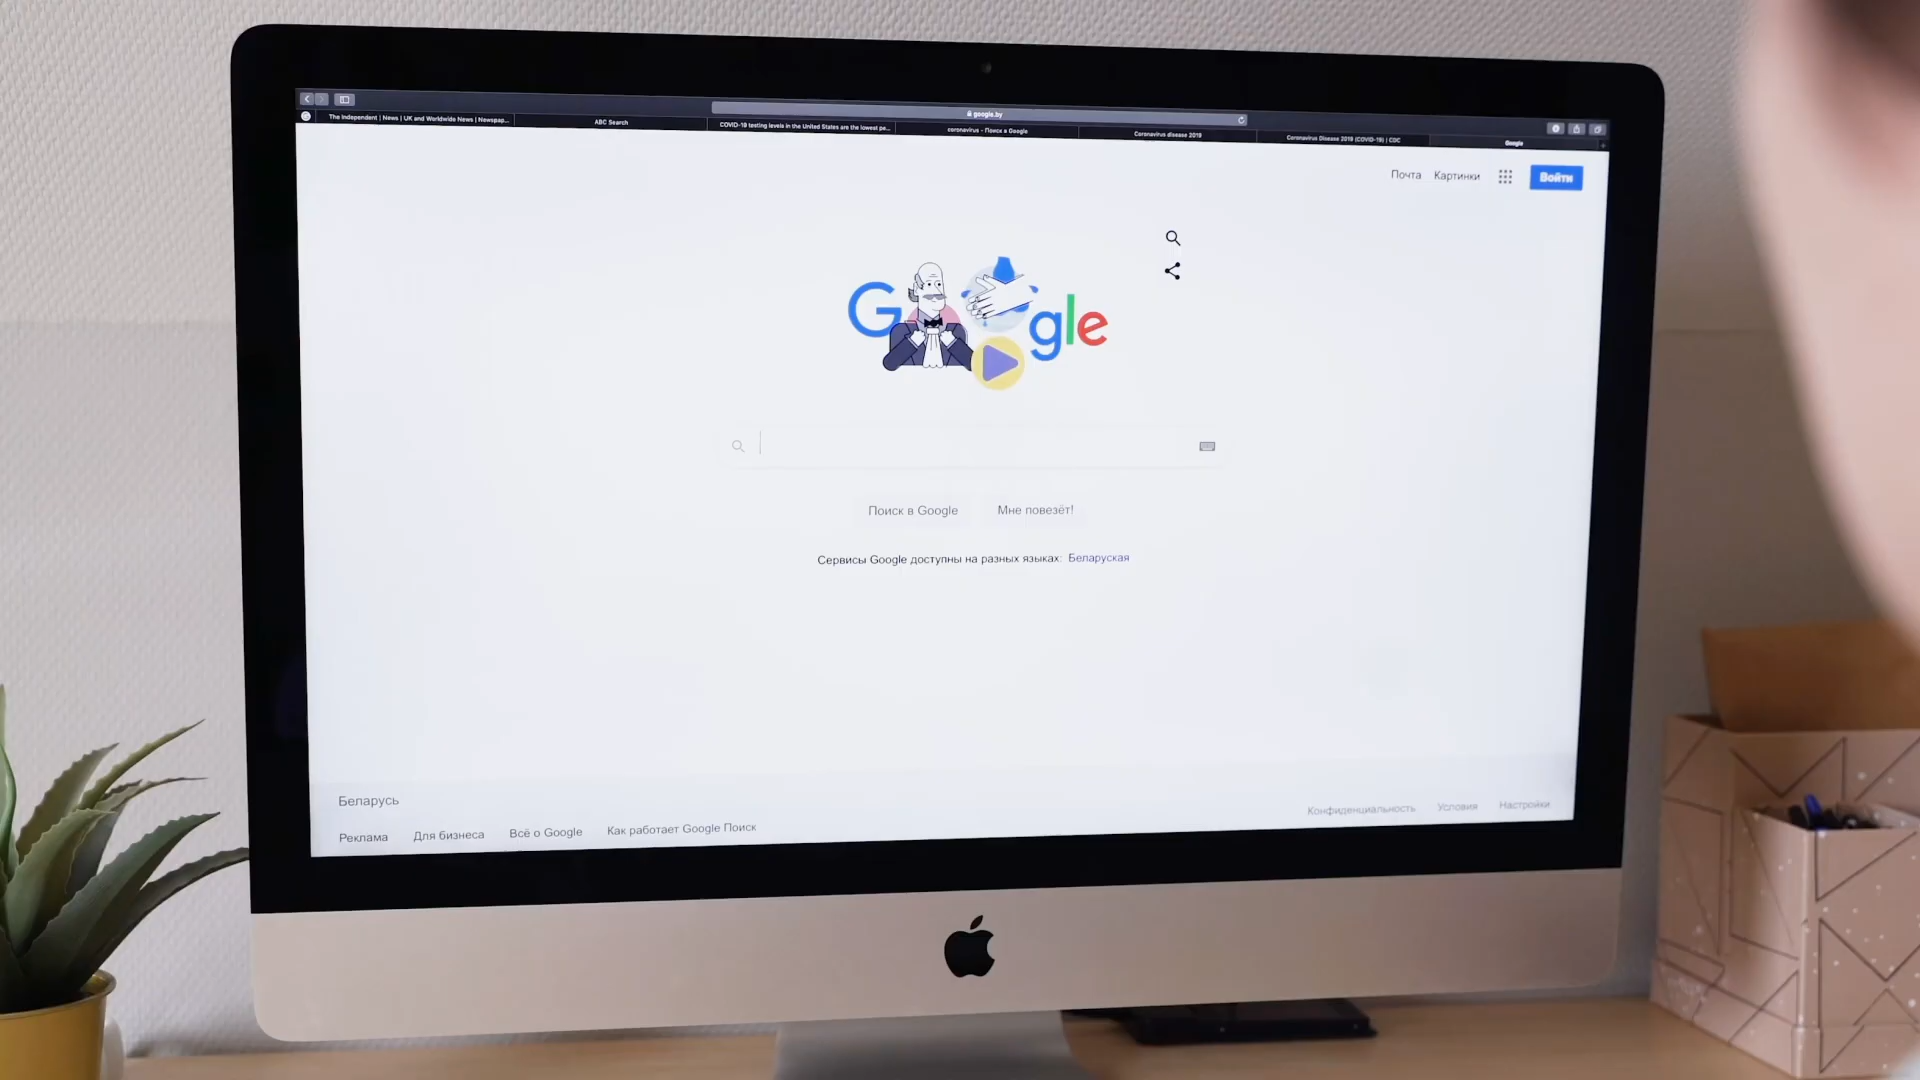 google.by
The Independent | News | UK and Worldwide News | Newspap...
ABC Search
COVID-19 testing levels in the United States are the lowest pe...
coronavirus - Поиск в Google
Coronavirus disease 2019
Coronavirus Disease 2019 (COVID-19) | CDC
Google
Почта Картинки Войти
Google
Поиск в Google Мне повезёт!
Сервисы Google доступны на разных языках: Беларуская
Беларусь
Реклама Для бизнеса Всё о Google Как работает Google Поиск
Конфиденциальность Условия Настройки